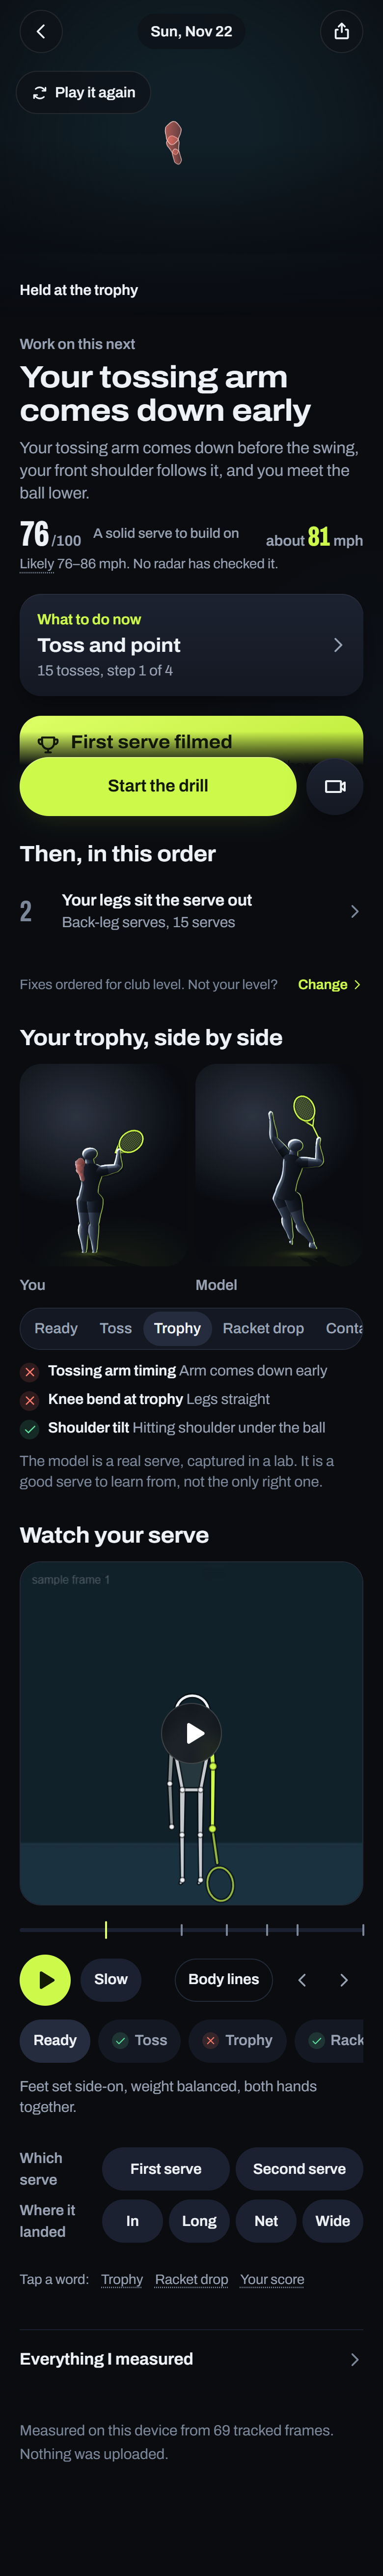 Sun, Nov 22
Play it again
Held at the trophy
Work on this next
Your tossing arm
comes down early
Your tossing arm comes down before the swing,
your front shoulder follows it, and you meet the
ball lower.
76/100 A solid serve to build on about 81 mph
Likely 76–86 mph. No radar has checked it.
What to do now
Toss and point
15 tosses, step 1 of 4
First serve filmed
Start the drill
Then, in this order
2 Your legs sit the serve out
Back-leg serves, 15 serves
Fixes ordered for club level. Not your level? Change
Your trophy, side by side
You Model
Ready Toss Trophy Racket drop Conta
Tossing arm timing Arm comes down early
Knee bend at trophy Legs straight
Shoulder tilt Hitting shoulder under the ball
The model is a real serve, captured in a lab. It is a
good serve to learn from, not the only right one.
Watch your serve
sample frame 1
Slow Body lines
Ready Toss Trophy Rack
Feet set side-on, weight balanced, both hands
together.
Which
serve
First serve Second serve
Where it
landed
In Long Net Wide
Tap a word: Trophy Racket drop Your score
Everything I measured
Measured on this device from 69 tracked frames.
Nothing was uploaded.